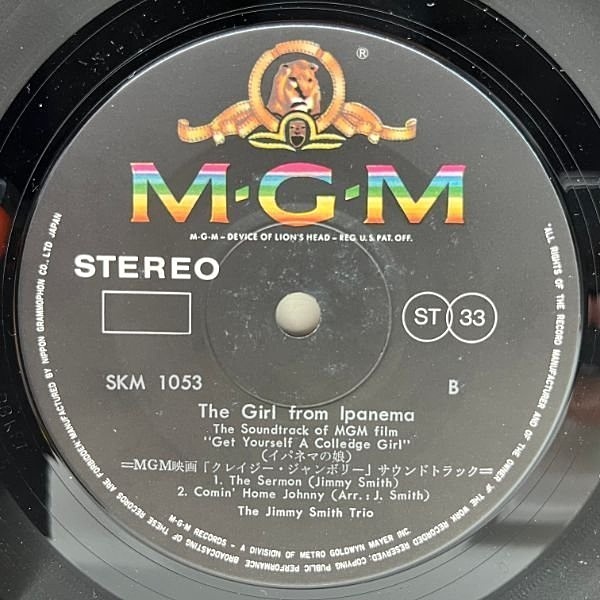 ®
M-G-M
M-G-M – DEVICE OF LION'S HEAD – REG. U.S. PAT. OFF.
STEREO
ST 33
SKM 1053
B
The Girl from Ipanema
The Soundtrack of MGM film
"Get Yourself A Colledge Girl"
(イパネマの娘)
=MGM映画「クレイジー・ジャンボリー」サウンドトラック=
1. The Sermon (Jimmy Smith)
2. Comin' Home Johnny (Arr.: J. Smith)
The Jimmy Smith Trio
"ALL RIGHTS OF THE RECORD MANUFACTURER AND OF THE OWNER OF THE WORK RECORDED RESERVED. COPYING PUBLIC PERFORMANCE BROADCASTING OF THESE RECORDS ARE FORBIDDEN." MANUFACTURED BY NIPPON GRAMMOPHON CO., LTD JAPAN
M-G-M RECORDS – A DIVISION OF METRO GOLDWYN MAYER INC.